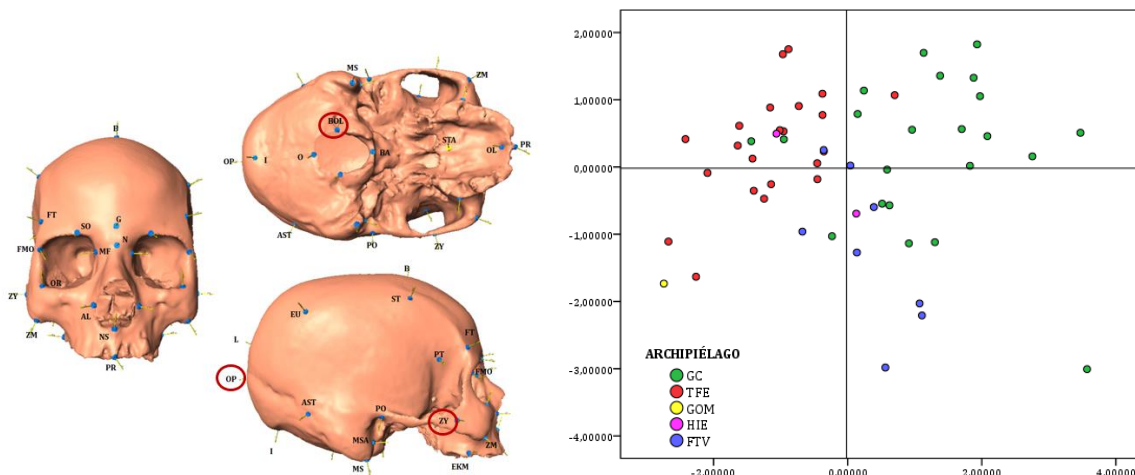 B
FT
SO
G
N
FMO
MF
OR
ZY
AL
ZM
NS
PR
MS
ZM
BOL
STA
PR
O
BA
OL
OP
I
AST
PO
ZY
B
ST
EU
FT
L
PT
FMO
OP
AST
PO
ZY
MSA
ZM
I
EKM
MS
2,00000
1,00000
0,00000
-1,00000
-2,00000
-3,00000
-4,00000
ARCHIPIÉLAGO
GC
TFE
GOM
HIE
FTV
-2,00000
0,00000
2,00000
4,00000